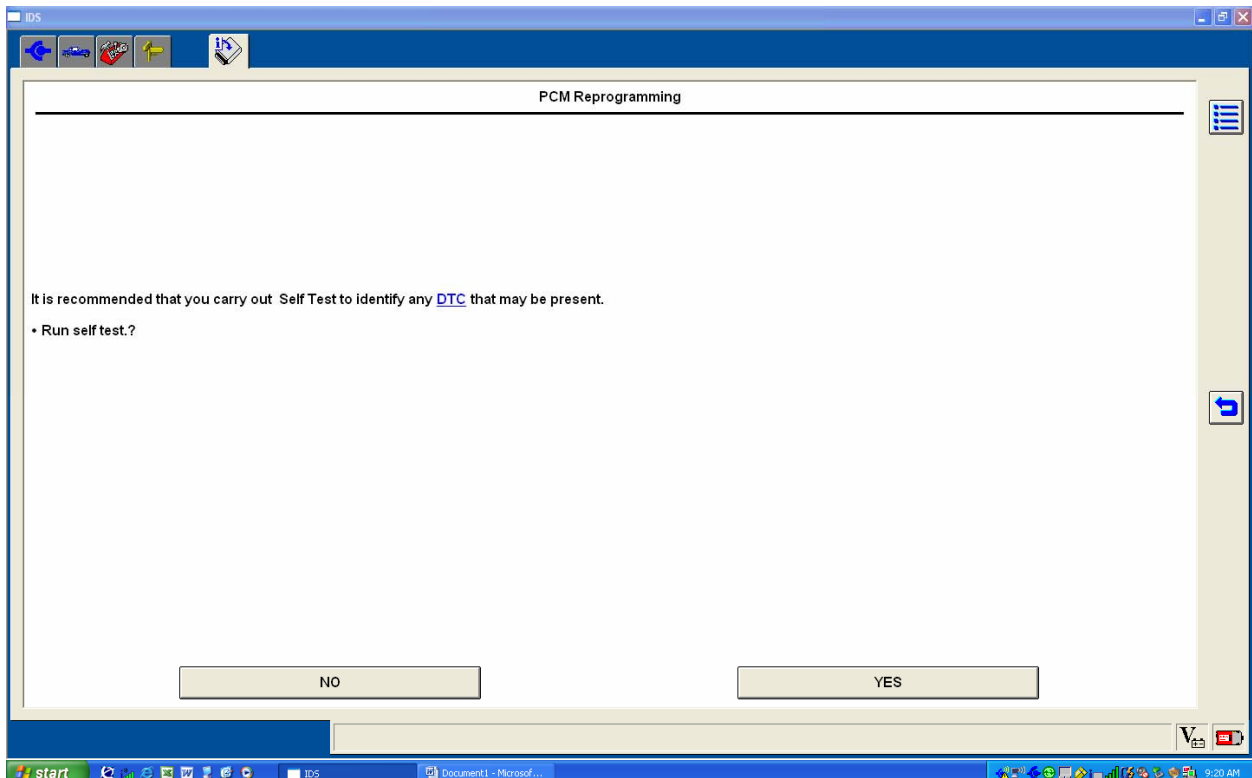 IDS
PCM Reprogramming
It is recommended that you carry out  Self Test to identify any DTC that may be present.
• Run self test.?
NO
YES
V
start
IDS
Document1 - Microsof...
9:20 AM